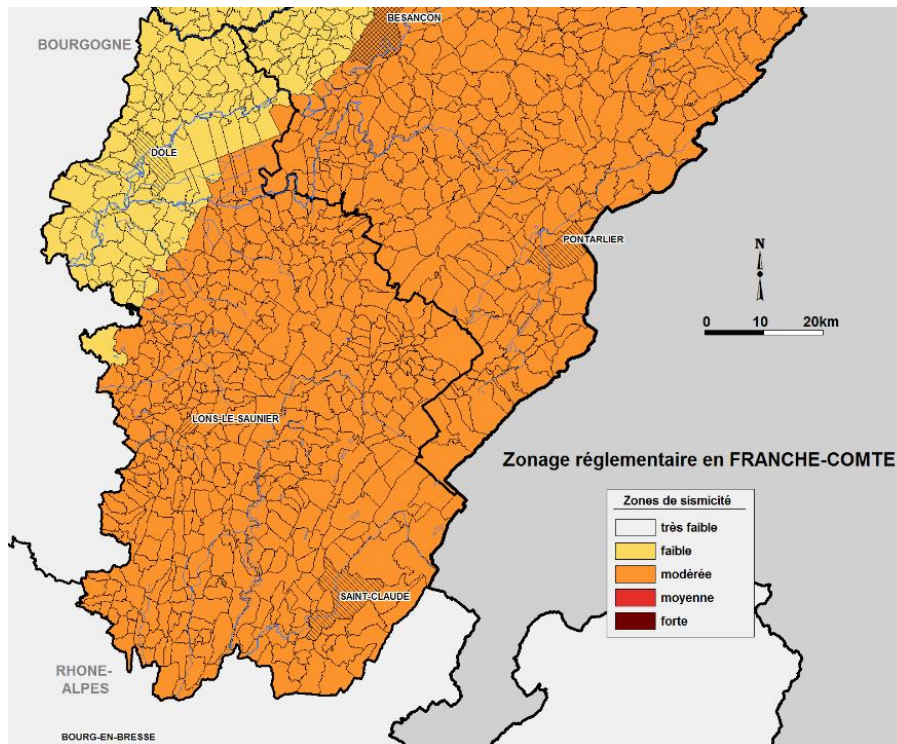 BESANÇON
BOURGOGNE
DOLE
PONTARLIER
N
0 10 20km
LONS-LE-SAUNIER
Zonage réglementaire en FRANCHE-COMTE
Zones de sismicité
très faible
faible
modérée
moyenne
forte
SAINT-CLAUDE
RHONE-
ALPES
BOURG-EN-BRESSE